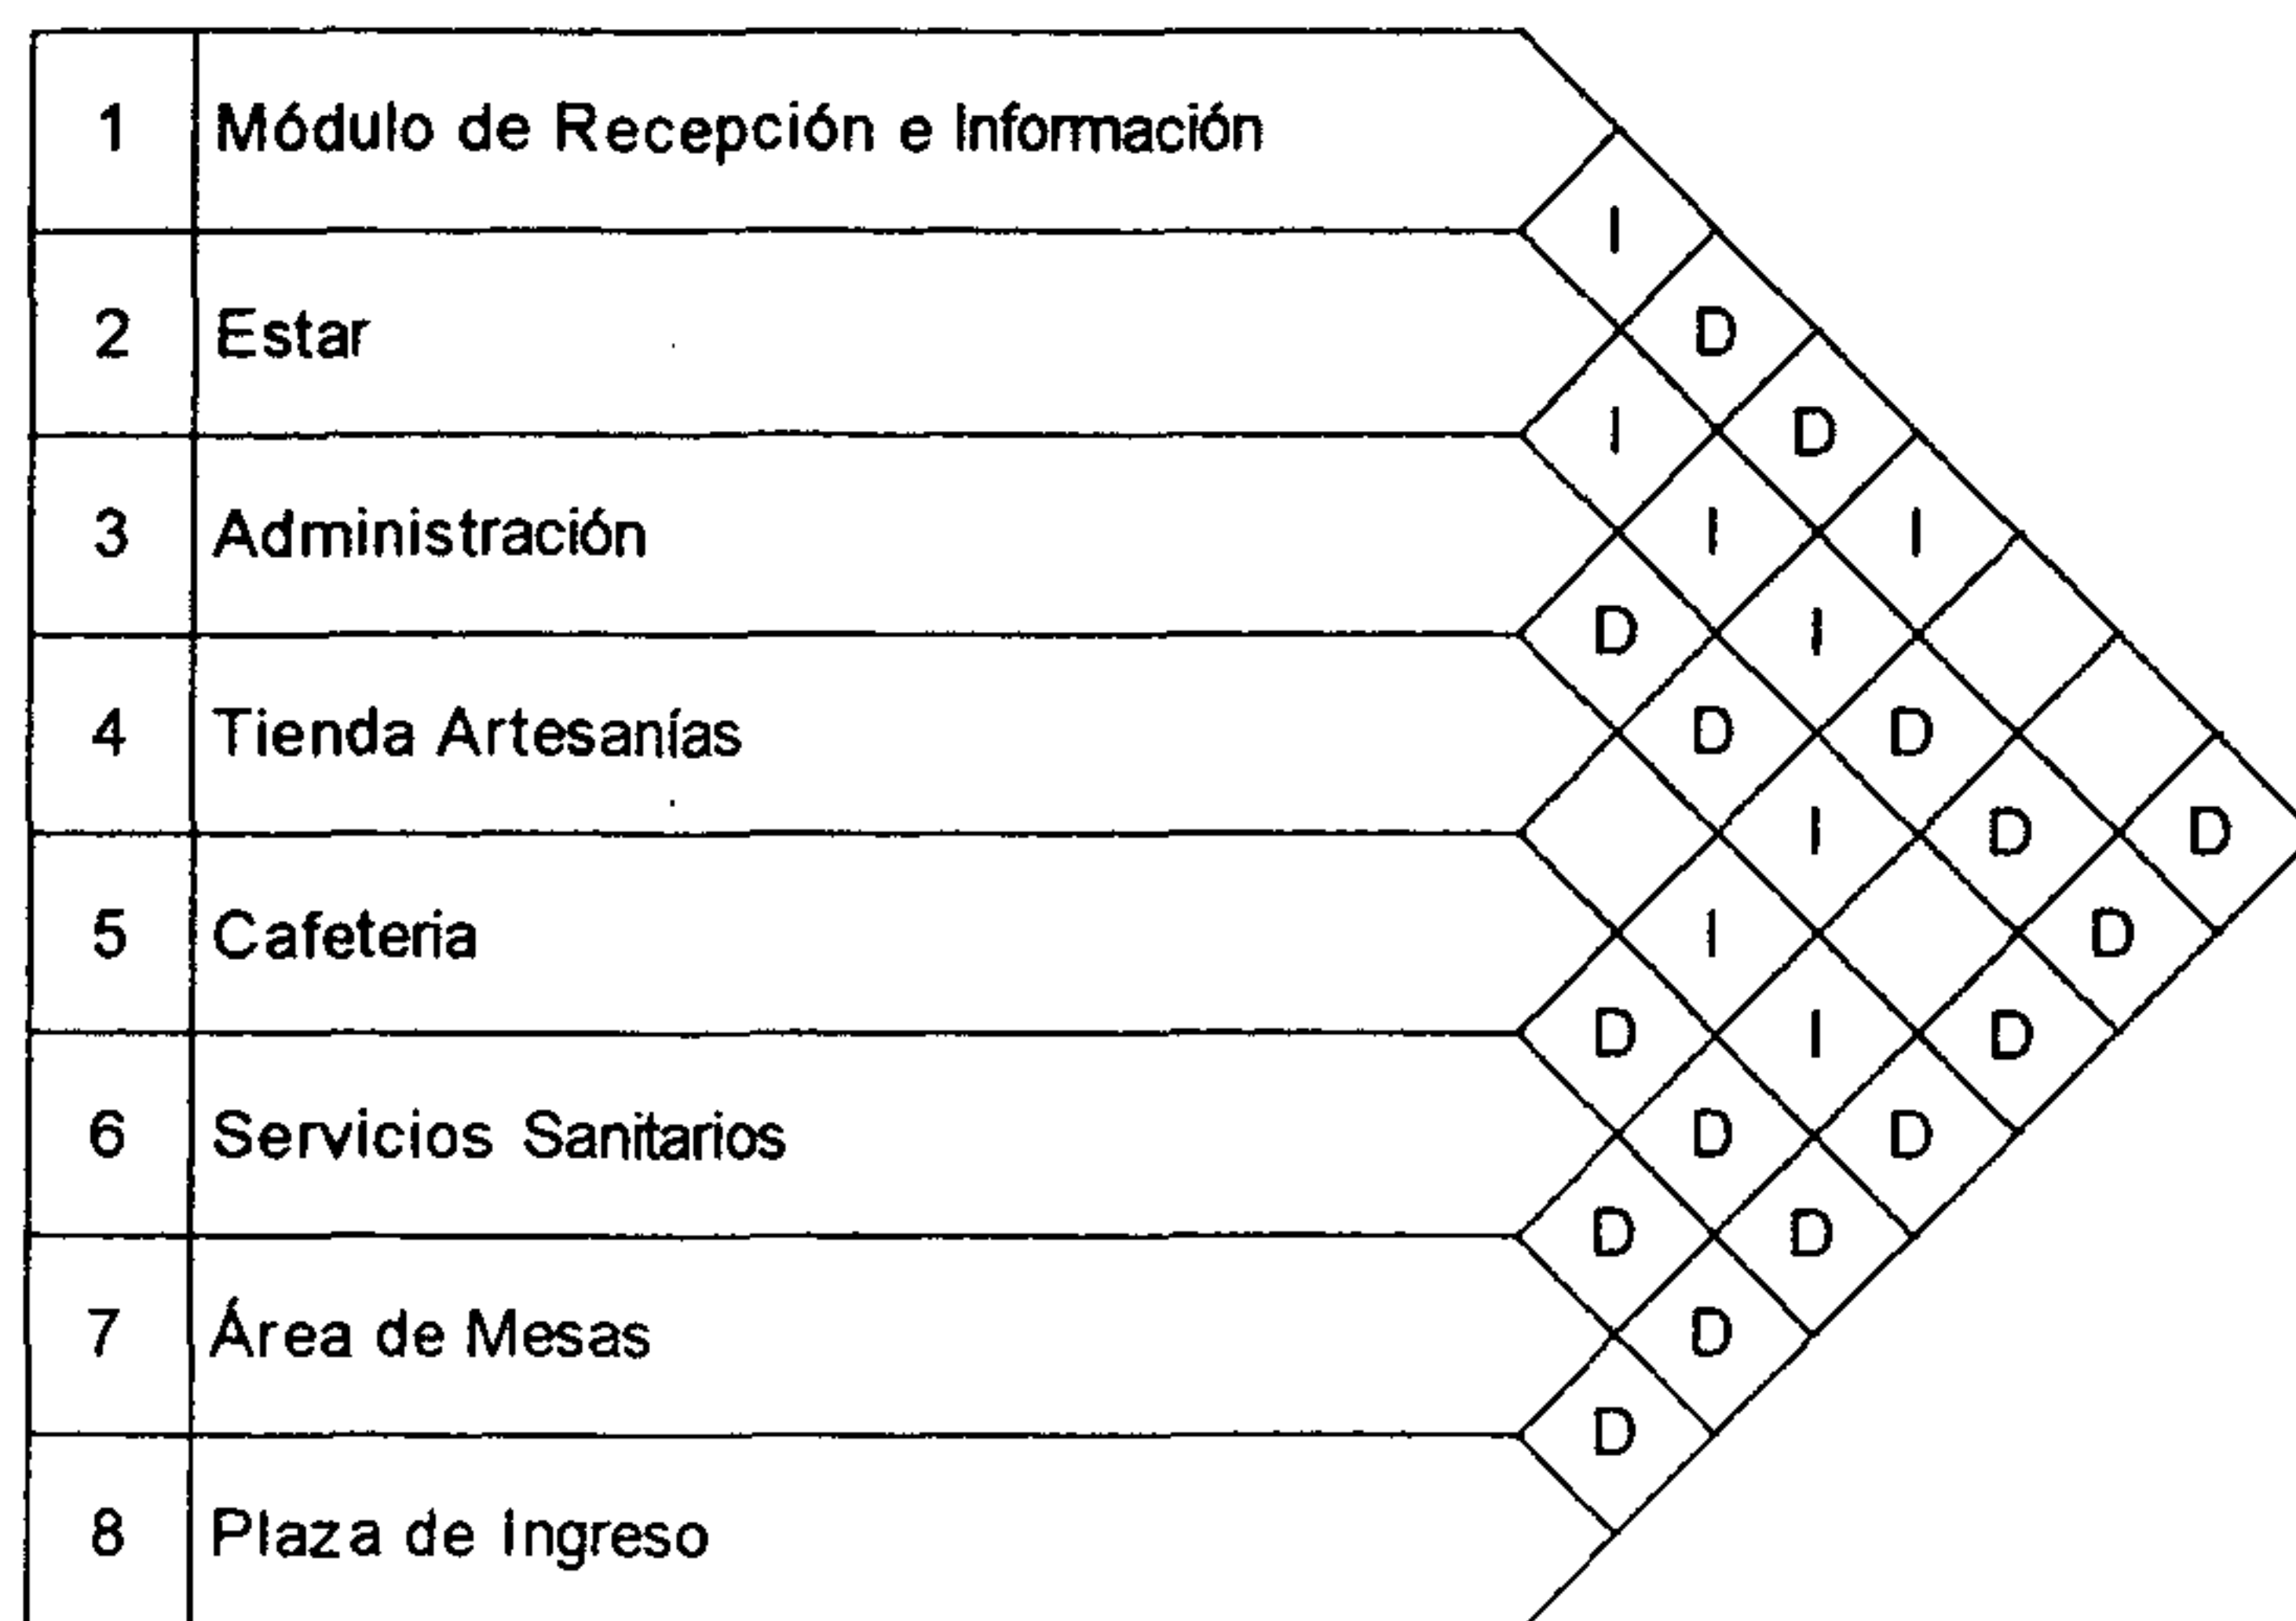 1 Módulo de Recepción e Información
I
2 Estar
D
I D
3 Administración
I I
D I
4 Tienda Artesanías
D D
I D D
5 Cafeteria
I D
D I D
6 Servicios Sanitarios
D D
D D
7 Área de Mesas
D
D
8 Plaza de Ingreso